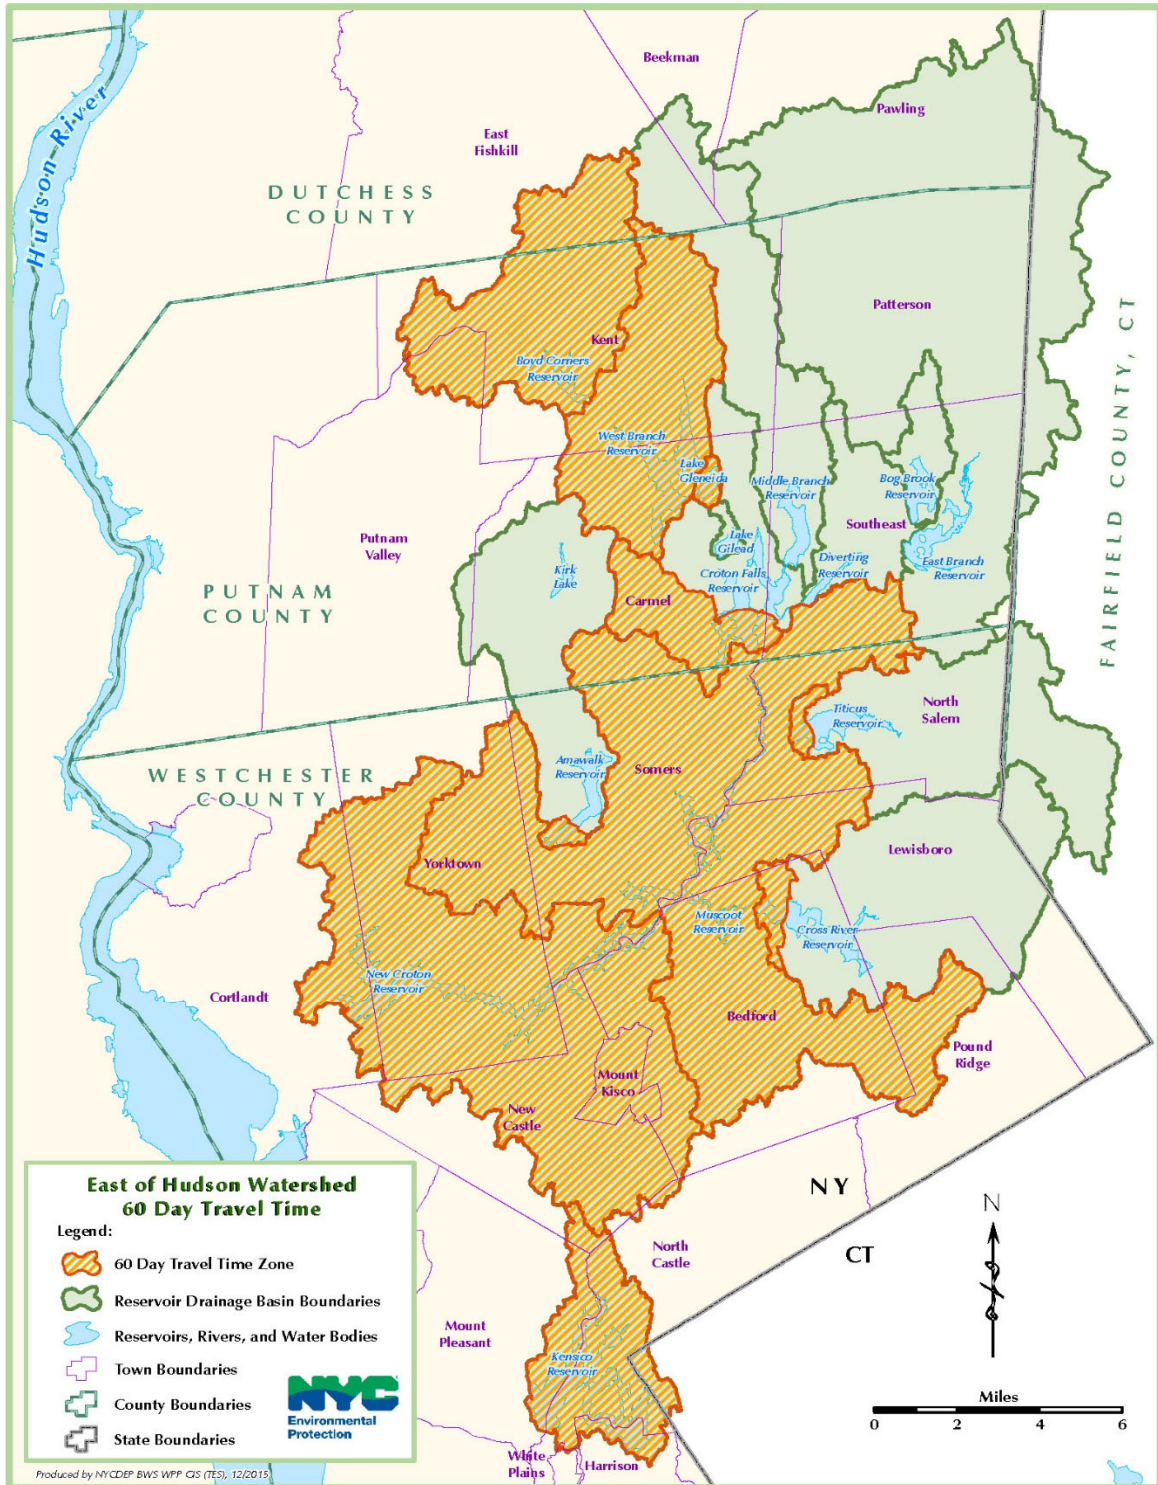 Beekman
Pawling
Hudson River
East
Fishkill
DUTCHESS
COUNTY
Patterson
Kent
Boyd Corners
Reservoir
FAIRFIELD COUNTY, CT
West Branch
Reservoir
Lake
Gleneida
Middle Branch
Reservoir
Bog Brook
Reservoir
Southeast
Putnam
Valley
Lake
Gilead
Diverting
Reservoir
East Branch
Reservoir
Kirk
Lake
Croton Falls
Reservoir
PUTNAM
COUNTY
Carmel
North
Salem
Titicus
Reservoir
Amawalk
Reservoir
Somers
WESTCHESTER
COUNTY
Lewisboro
Yorktown
Muscoot
Reservoir
Cross River
Reservoir
New Croton
Reservoir
Cortlandt
Bedford
Pound
Ridge
Mount
Kisco
New
Castle
NY
CT
N
North
Castle
Mount
Pleasant
Kensico
Reservoir
White
Plains
Harrison
East of Hudson Watershed
60 Day Travel Time
Legend:
60 Day Travel Time Zone
Reservoir Drainage Basin Boundaries
Reservoirs, Rivers, and Water Bodies
Town Boundaries
County Boundaries
State Boundaries
NYC
Environmental
Protection
Miles
0 2 4 6
Produced by NYCDEP BWS WPP GIS (TES), 12/2015